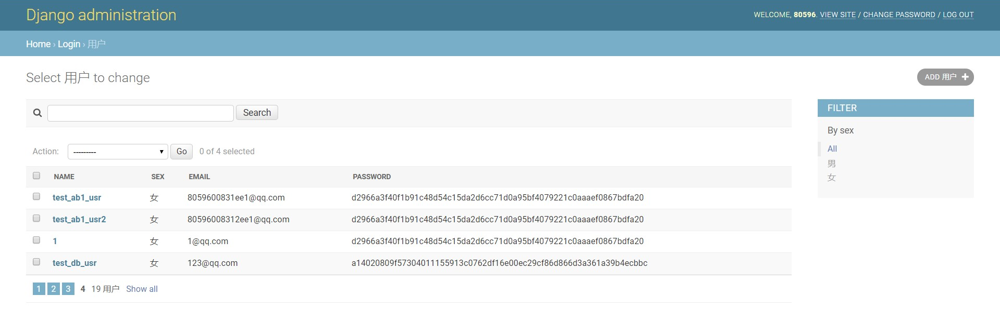 Django administration
WELCOME, 80596. VIEW SITE / CHANGE PASSWORD / LOG OUT
Home › Login › 用户
Select 用户 to change
ADD 用户
Search
FILTER
By sex
All
男
女
Action: --------- Go 0 of 4 selected
NAME SEX EMAIL PASSWORD
test_ab1_usr 女 8059600831ee1@qq.com d2966a3f40f1b91c48d54c15da2d6cc71d0a95bf4079221c0aaaef0867bdfa20
test_ab1_usr2 女 80596008312ee1@qq.com d2966a3f40f1b91c48d54c15da2d6cc71d0a95bf4079221c0aaaef0867bdfa20
1 女 1@qq.com d2966a3f40f1b91c48d54c15da2d6cc71d0a95bf4079221c0aaaef0867bdfa20
test_db_usr 女 123@qq.com a14020809f57304011155913c0762df16e00ec29cf86d866d3a361a39b4ecbbc
1 2 3 4 19 用户 Show all